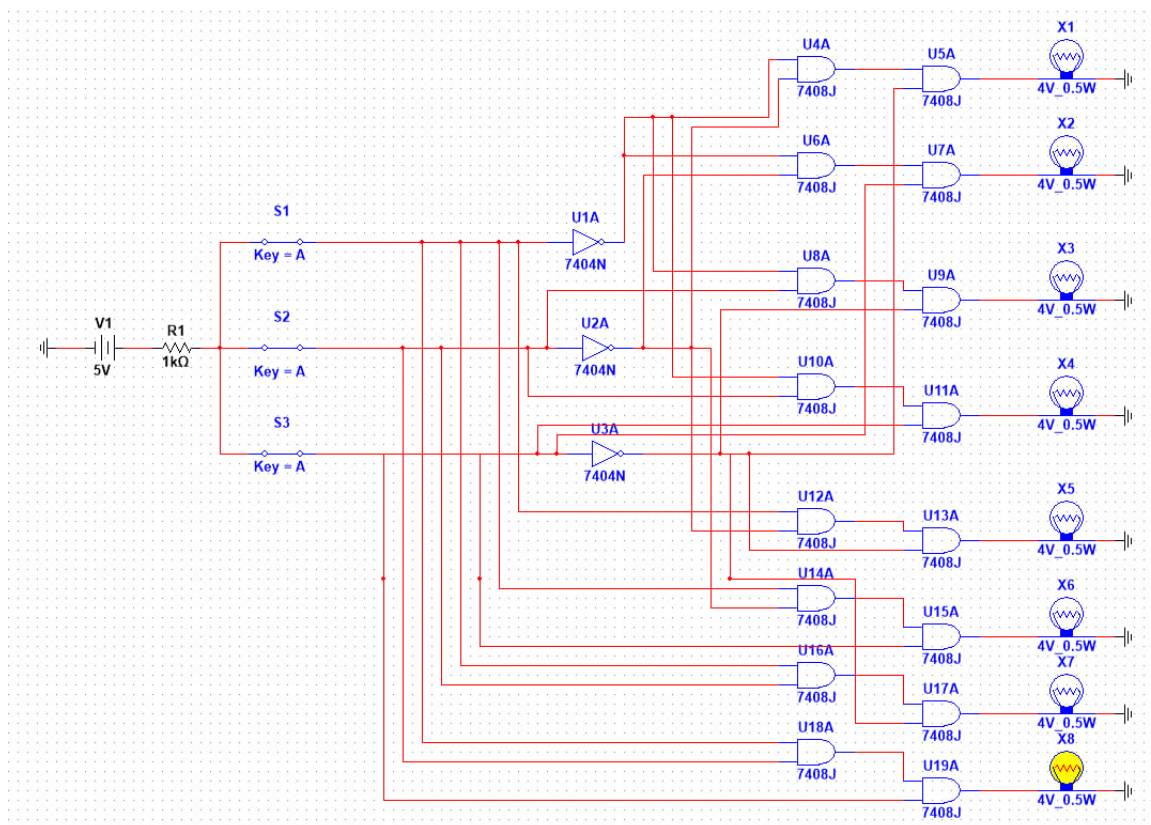 X1
U4A
U5A
7408J
7408J
4V_0.5W
X2
U6A
U7A
7408J
7408J
4V_0.5W
S1
Key = A
U1A
7404N
X3
U8A
U9A
7408J
7408J
4V_0.5W
V1
5V
R1
1kΩ
S2
Key = A
U2A
7404N
X4
U10A
U11A
7408J
7408J
4V_0.5W
S3
Key = A
U3A
7404N
X5
U12A
U13A
7408J
7408J
4V_0.5W
X6
U14A
U15A
7408J
7408J
4V_0.5W
X7
U16A
U17A
7408J
7408J
4V_0.5W
X8
U18A
U19A
7408J
7408J
4V_0.5W